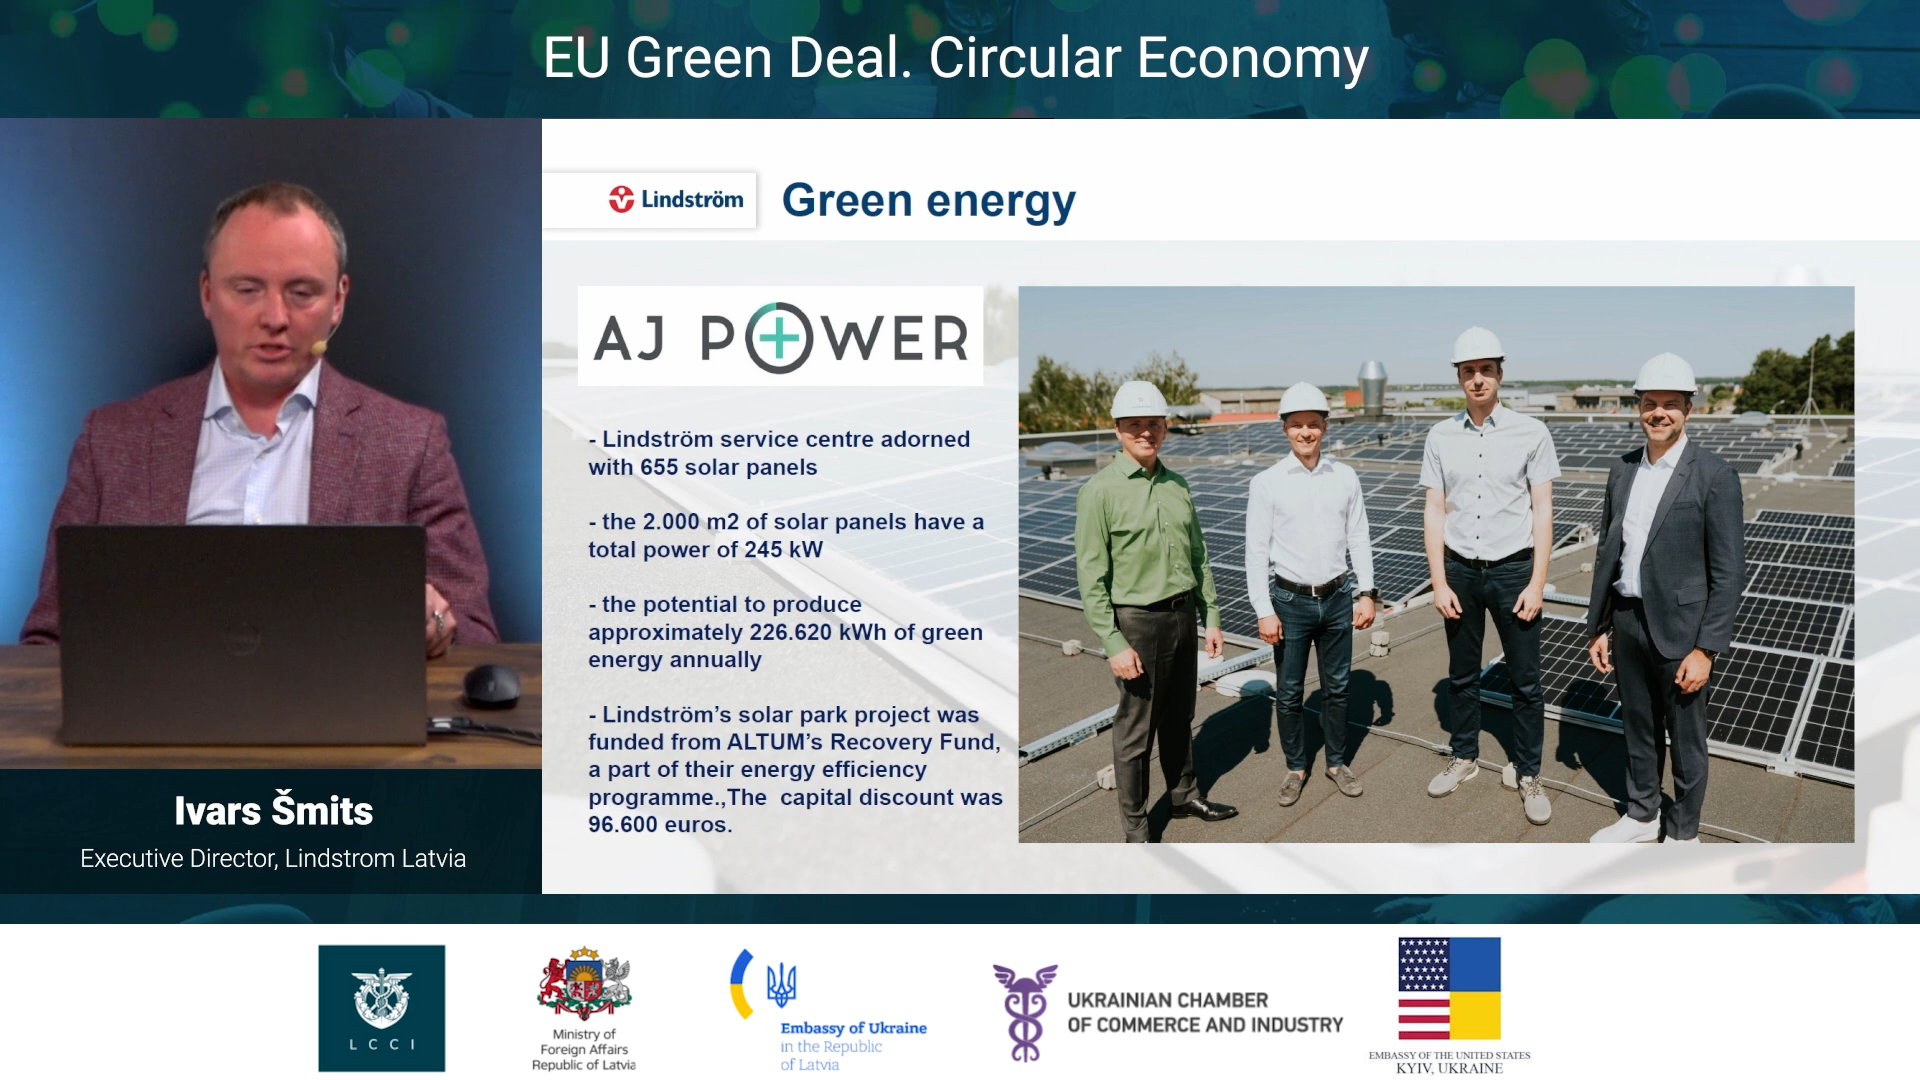 EU Green Deal. Circular Economy
Lindström
Green energy
AJ POWER
- Lindström service centre adorned
with 655 solar panels
- the 2.000 m2 of solar panels have a
total power of 245 kW
- the potential to produce
approximately 226.620 kWh of green
energy annually
- Lindström’s solar park project was
funded from ALTUM’s Recovery Fund,
a part of their energy efficiency
programme.,The  capital discount was
96.600 euros.
Ivars Šmits
Executive Director, Lindstrom Latvia
LCCI
Ministry of
Foreign Affairs
Republic of Latvia
Embassy of Ukraine
in the Republic
of Latvia
UKRAINIAN CHAMBER
OF COMMERCE AND INDUSTRY
EMBASSY OF THE UNITED STATES
KYIV, UKRAINE